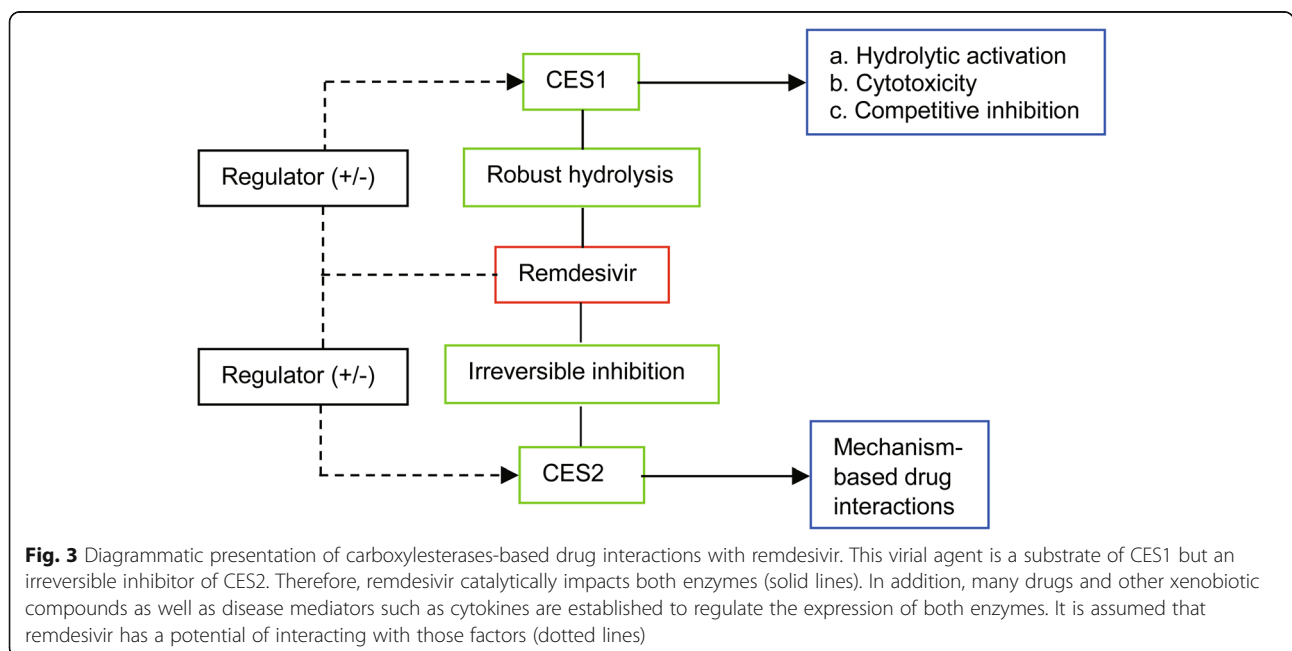 CES1
a. Hydrolytic activation
b. Cytotoxicity
c. Competitive inhibition
Regulator (+/-)
Robust hydrolysis
Remdesivir
Regulator (+/-)
Irreversible inhibition
CES2
Mechanism-
based drug
interactions
Fig. 3 Diagrammatic presentation of carboxylesterases-based drug interactions with remdesivir. This virial agent is a substrate of CES1 but an
irreversible inhibitor of CES2. Therefore, remdesivir catalytically impacts both enzymes (solid lines). In addition, many drugs and other xenobiotic
compounds as well as disease mediators such as cytokines are established to regulate the expression of both enzymes. It is assumed that
remdesivir has a potential of interacting with those factors (dotted lines)